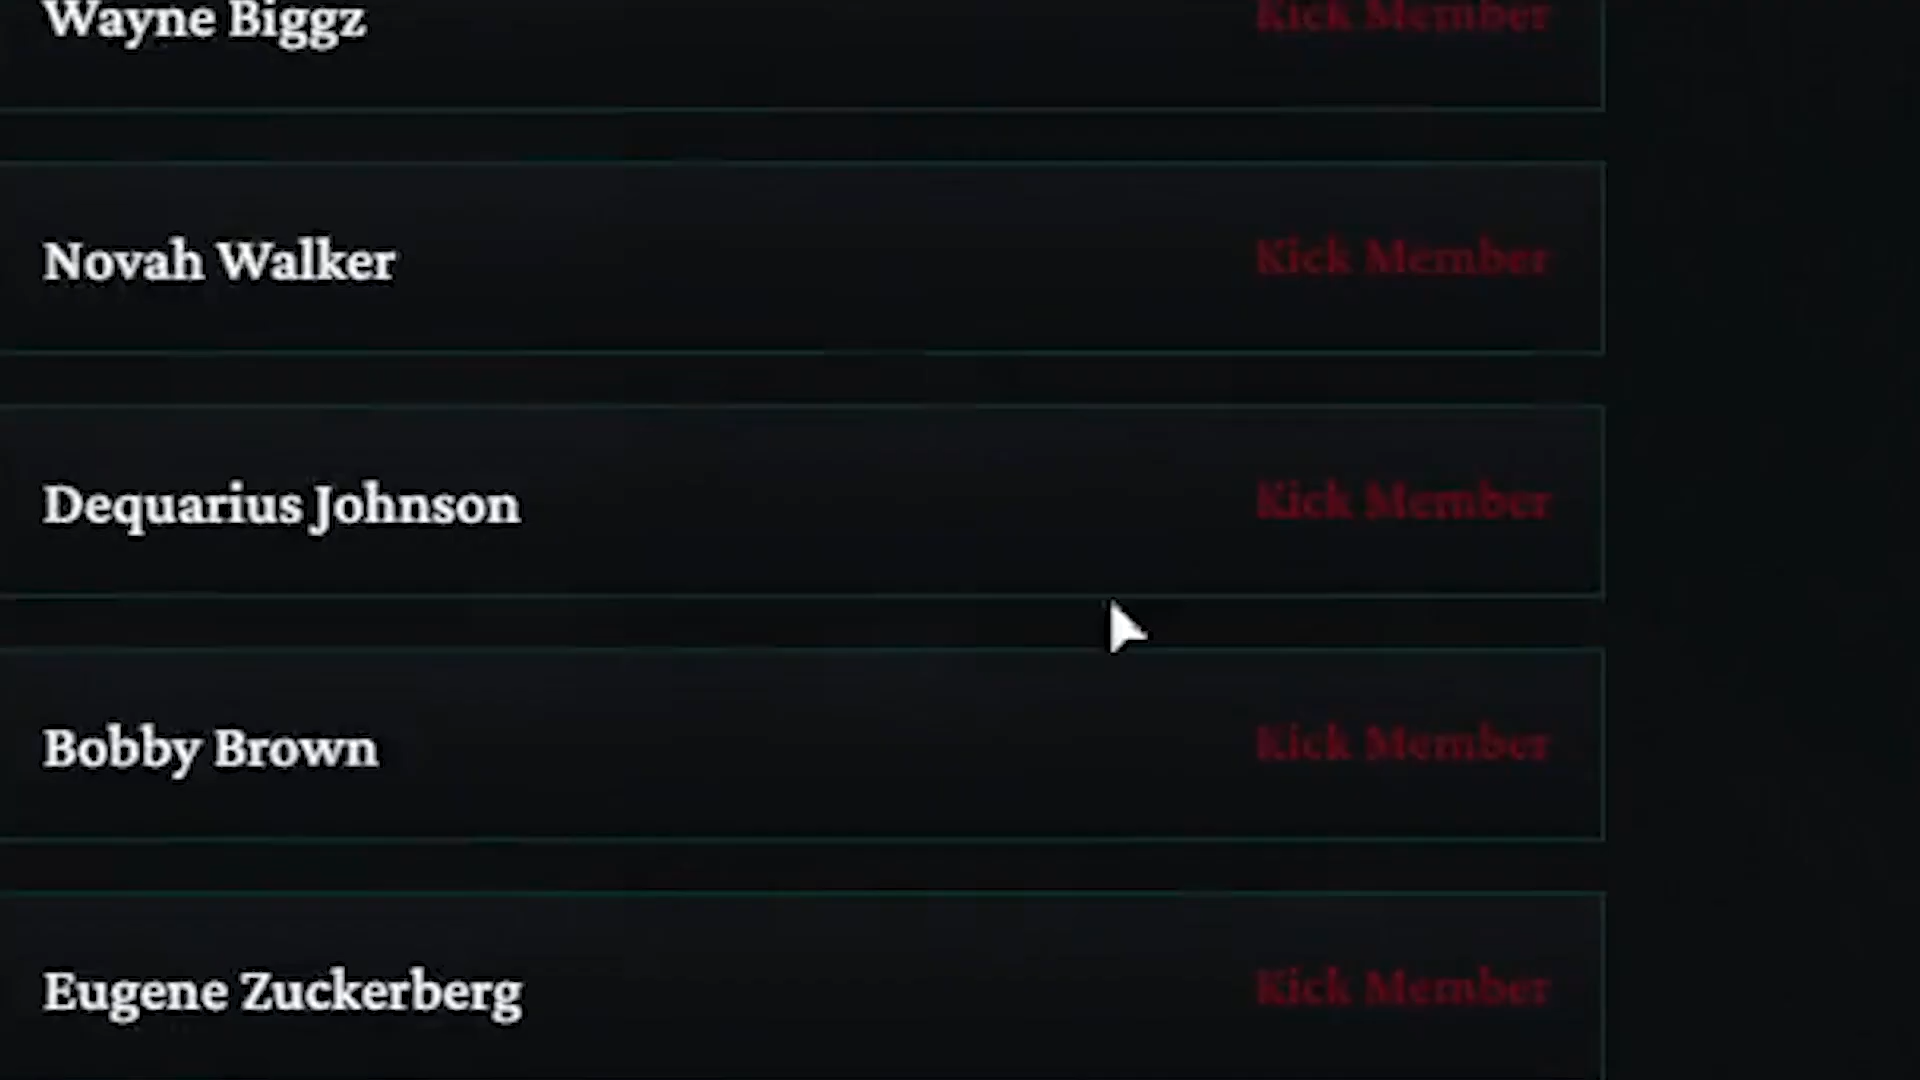 Wayne Biggz Kick Member
Novah Walker Kick Member
Dequarius Johnson Kick Member
Bobby Brown Kick Member
Eugene Zuckerberg Kick Member